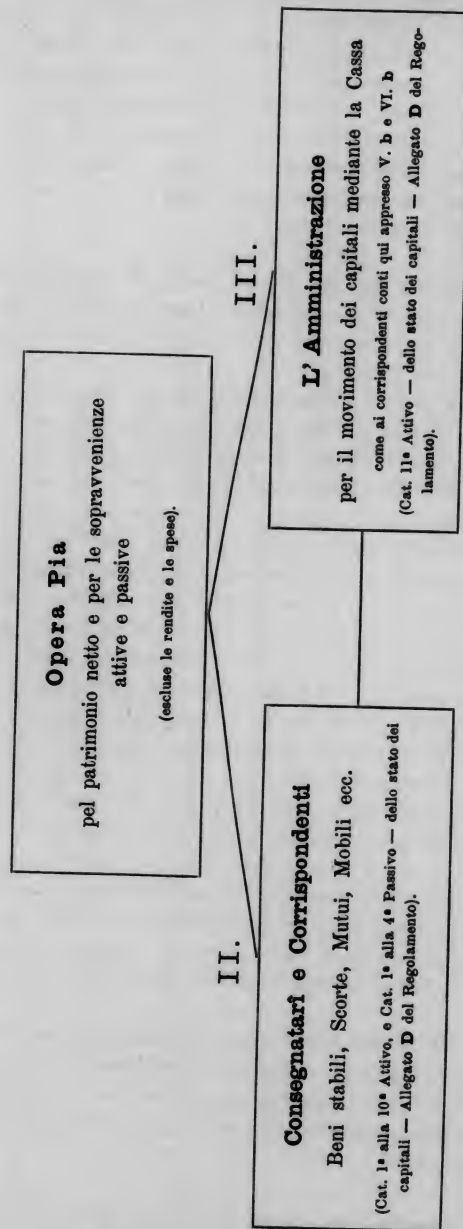 Opera Pia
pel patrimonio netto e per le sopravvenienze
attive e passive
(escluse le rendite e le spese).
II.
III.
Consegnatarî e Corrispondenti
Beni stabili, Scorte, Mutui, Mobili ecc.
(Cat. 1ª alla 10ª Attivo, e Cat. 1ª alla 4ª Passivo — dello stato dei
capitali — Allegato D del Regolamento).
L'Amministrazione
per il movimento dei capitali mediante la Cassa
come ai corrispondenti conti qui appresso V. b e VI. b
(Cat. 11ª Attivo — dello stato dei capitali — Allegato D del Rego-
lamento).